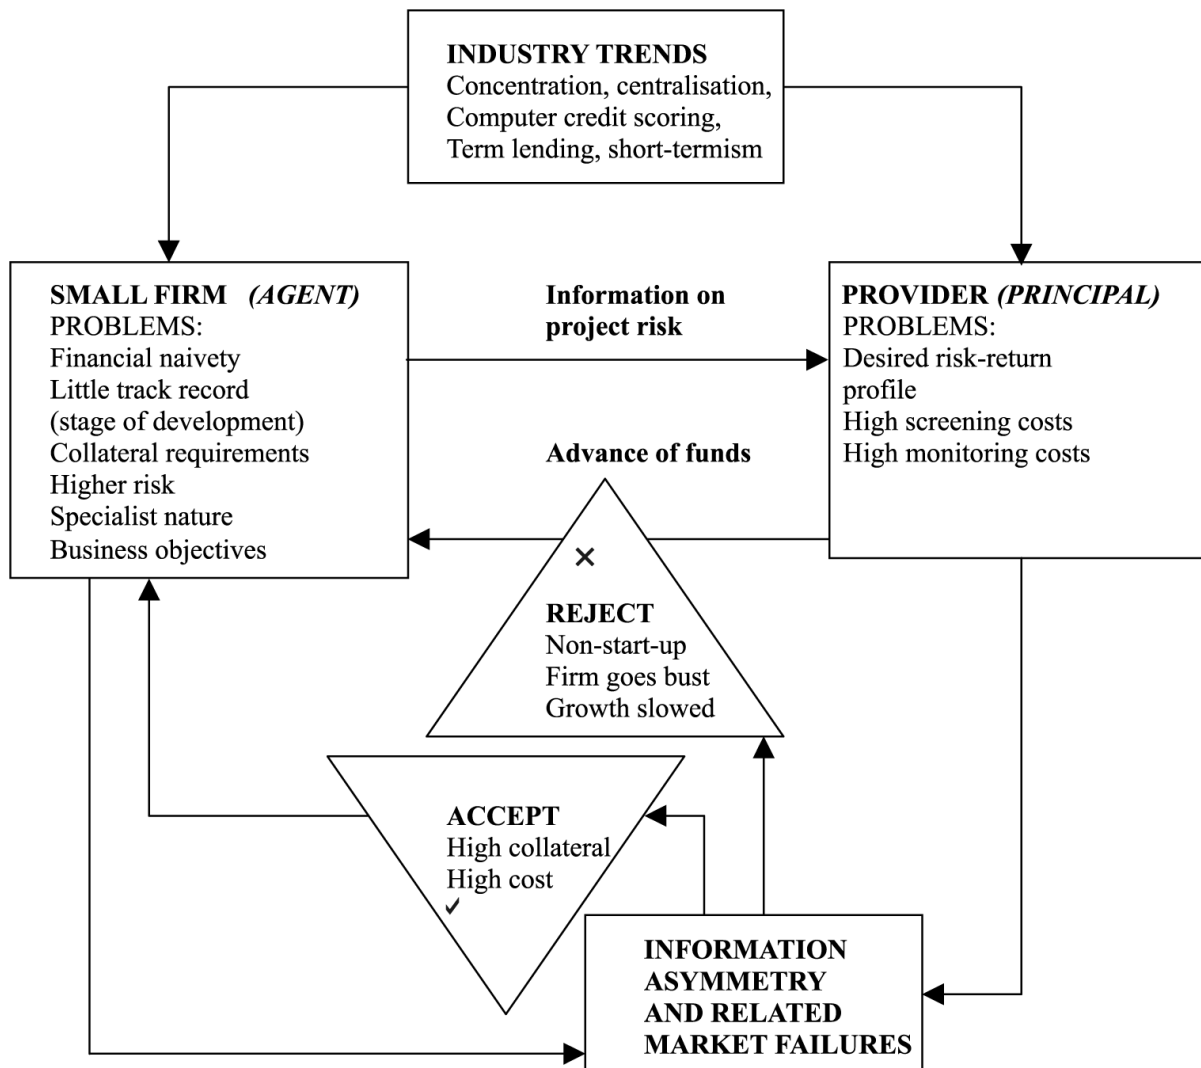 INDUSTRY TRENDS
Concentration, centralisation,
Computer credit scoring,
Term lending, short-termism
SMALL FIRM (AGENT)
PROBLEMS:
Financial naivety
Little track record
(stage of development)
Collateral requirements
Higher risk
Specialist nature
Business objectives
Information on
project risk
Advance of funds
PROVIDER (PRINCIPAL)
PROBLEMS:
Desired risk-return
profile
High screening costs
High monitoring costs
REJECT
Non-start-up
Firm goes bust
Growth slowed
ACCEPT
High collateral
High cost
INFORMATION
ASYMMETRY
AND RELATED
MARKET FAILURES